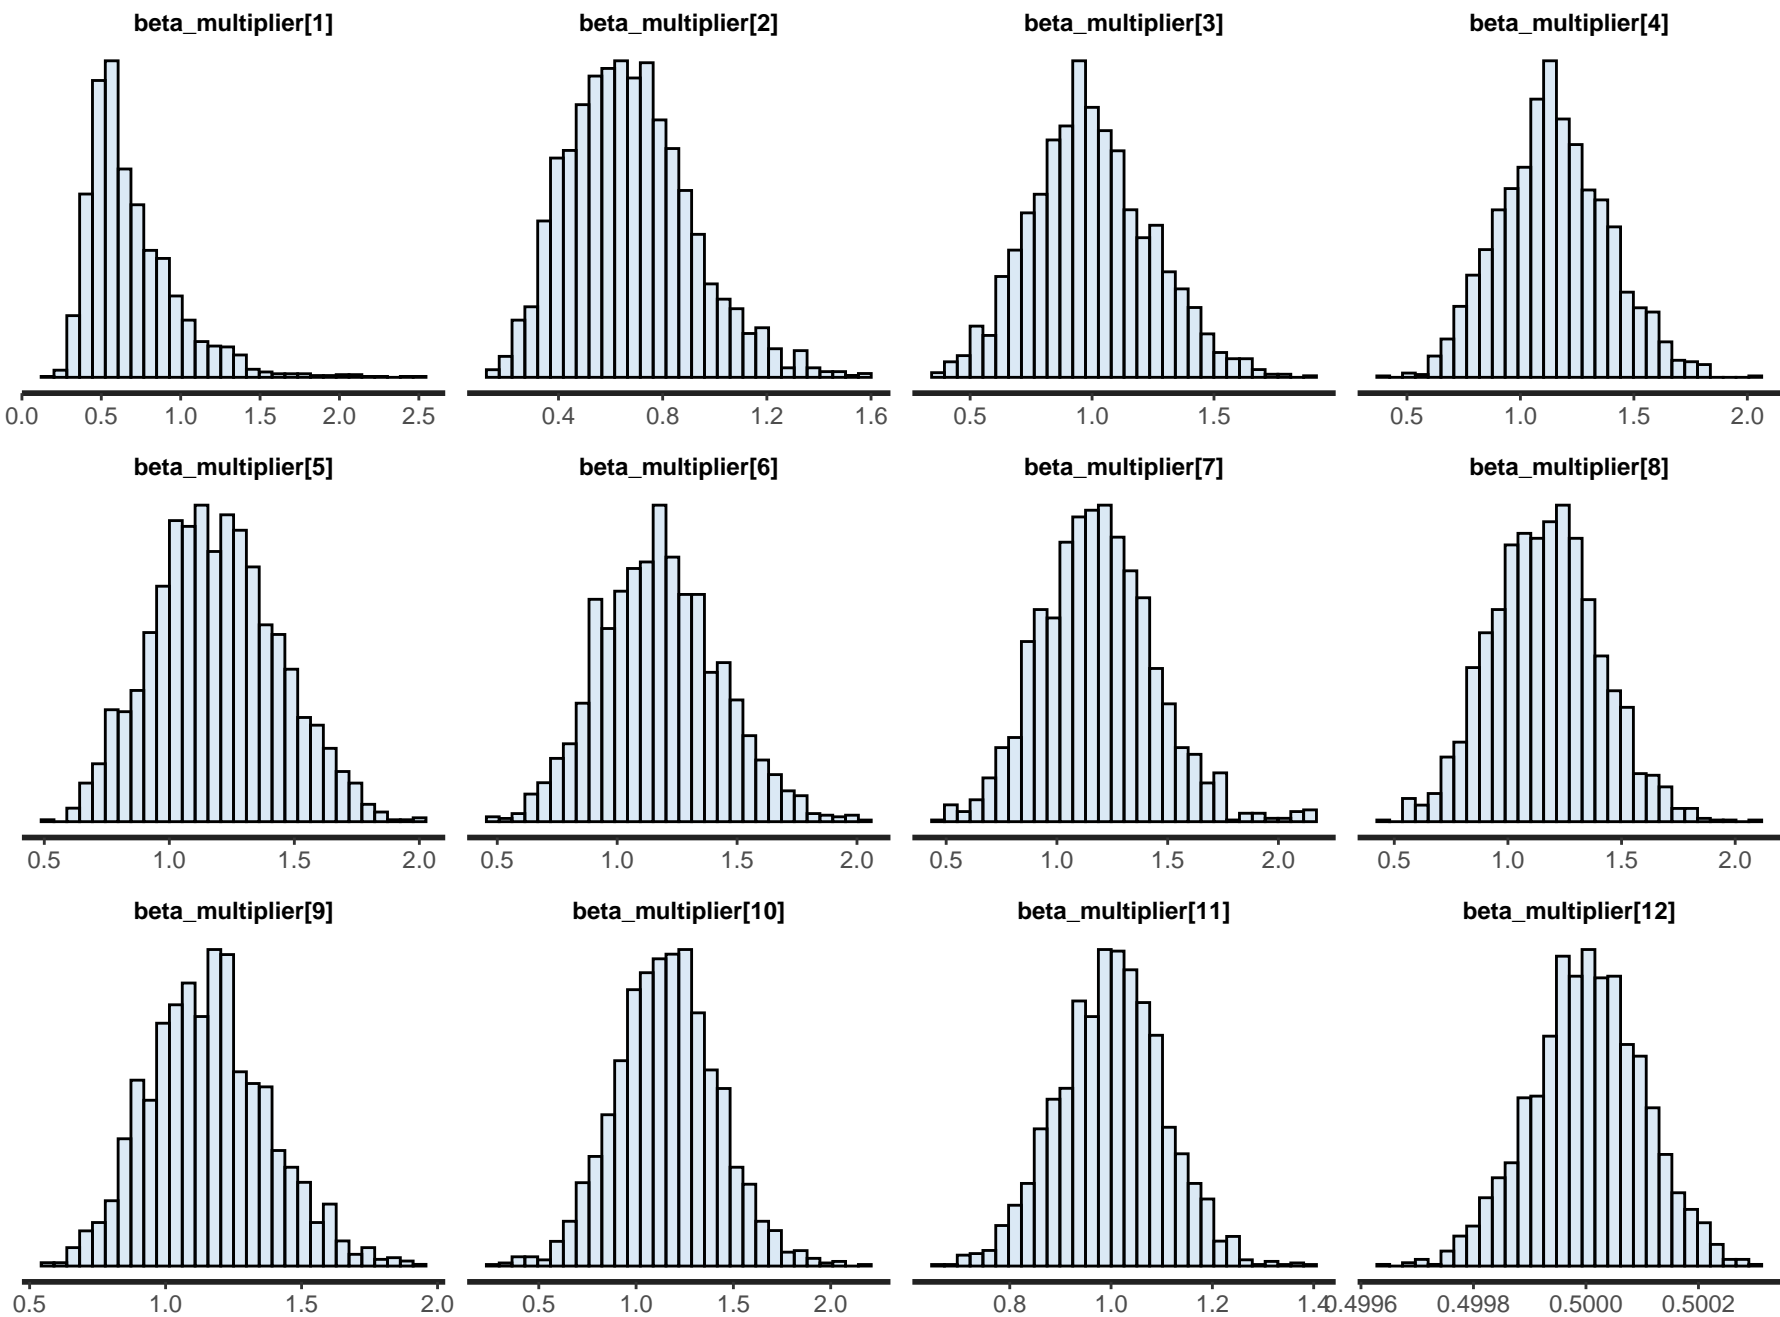 beta_multiplier[1] beta_multiplier[2] beta_multiplier[3] beta_multiplier[4]
0.0 0.5 1.0 1.5 2.0 2.5 0.4 0.8 1.2 1.6 0.5 1.0 1.5 0.5 1.0 1.5 2.0
beta_multiplier[5] beta_multiplier[6] beta_multiplier[7] beta_multiplier[8]
0.5 1.0 1.5 2.0 0.5 1.0 1.5 2.0 0.5 1.0 1.5 2.0 0.5 1.0 1.5 2.0
beta_multiplier[9] beta_multiplier[10] beta_multiplier[11] beta_multiplier[12]
0.5 1.0 1.5 2.0 0.5 1.0 1.5 2.0 0.8 1.0 1.2 1.4 0.4996 0.4998 0.5000 0.5002